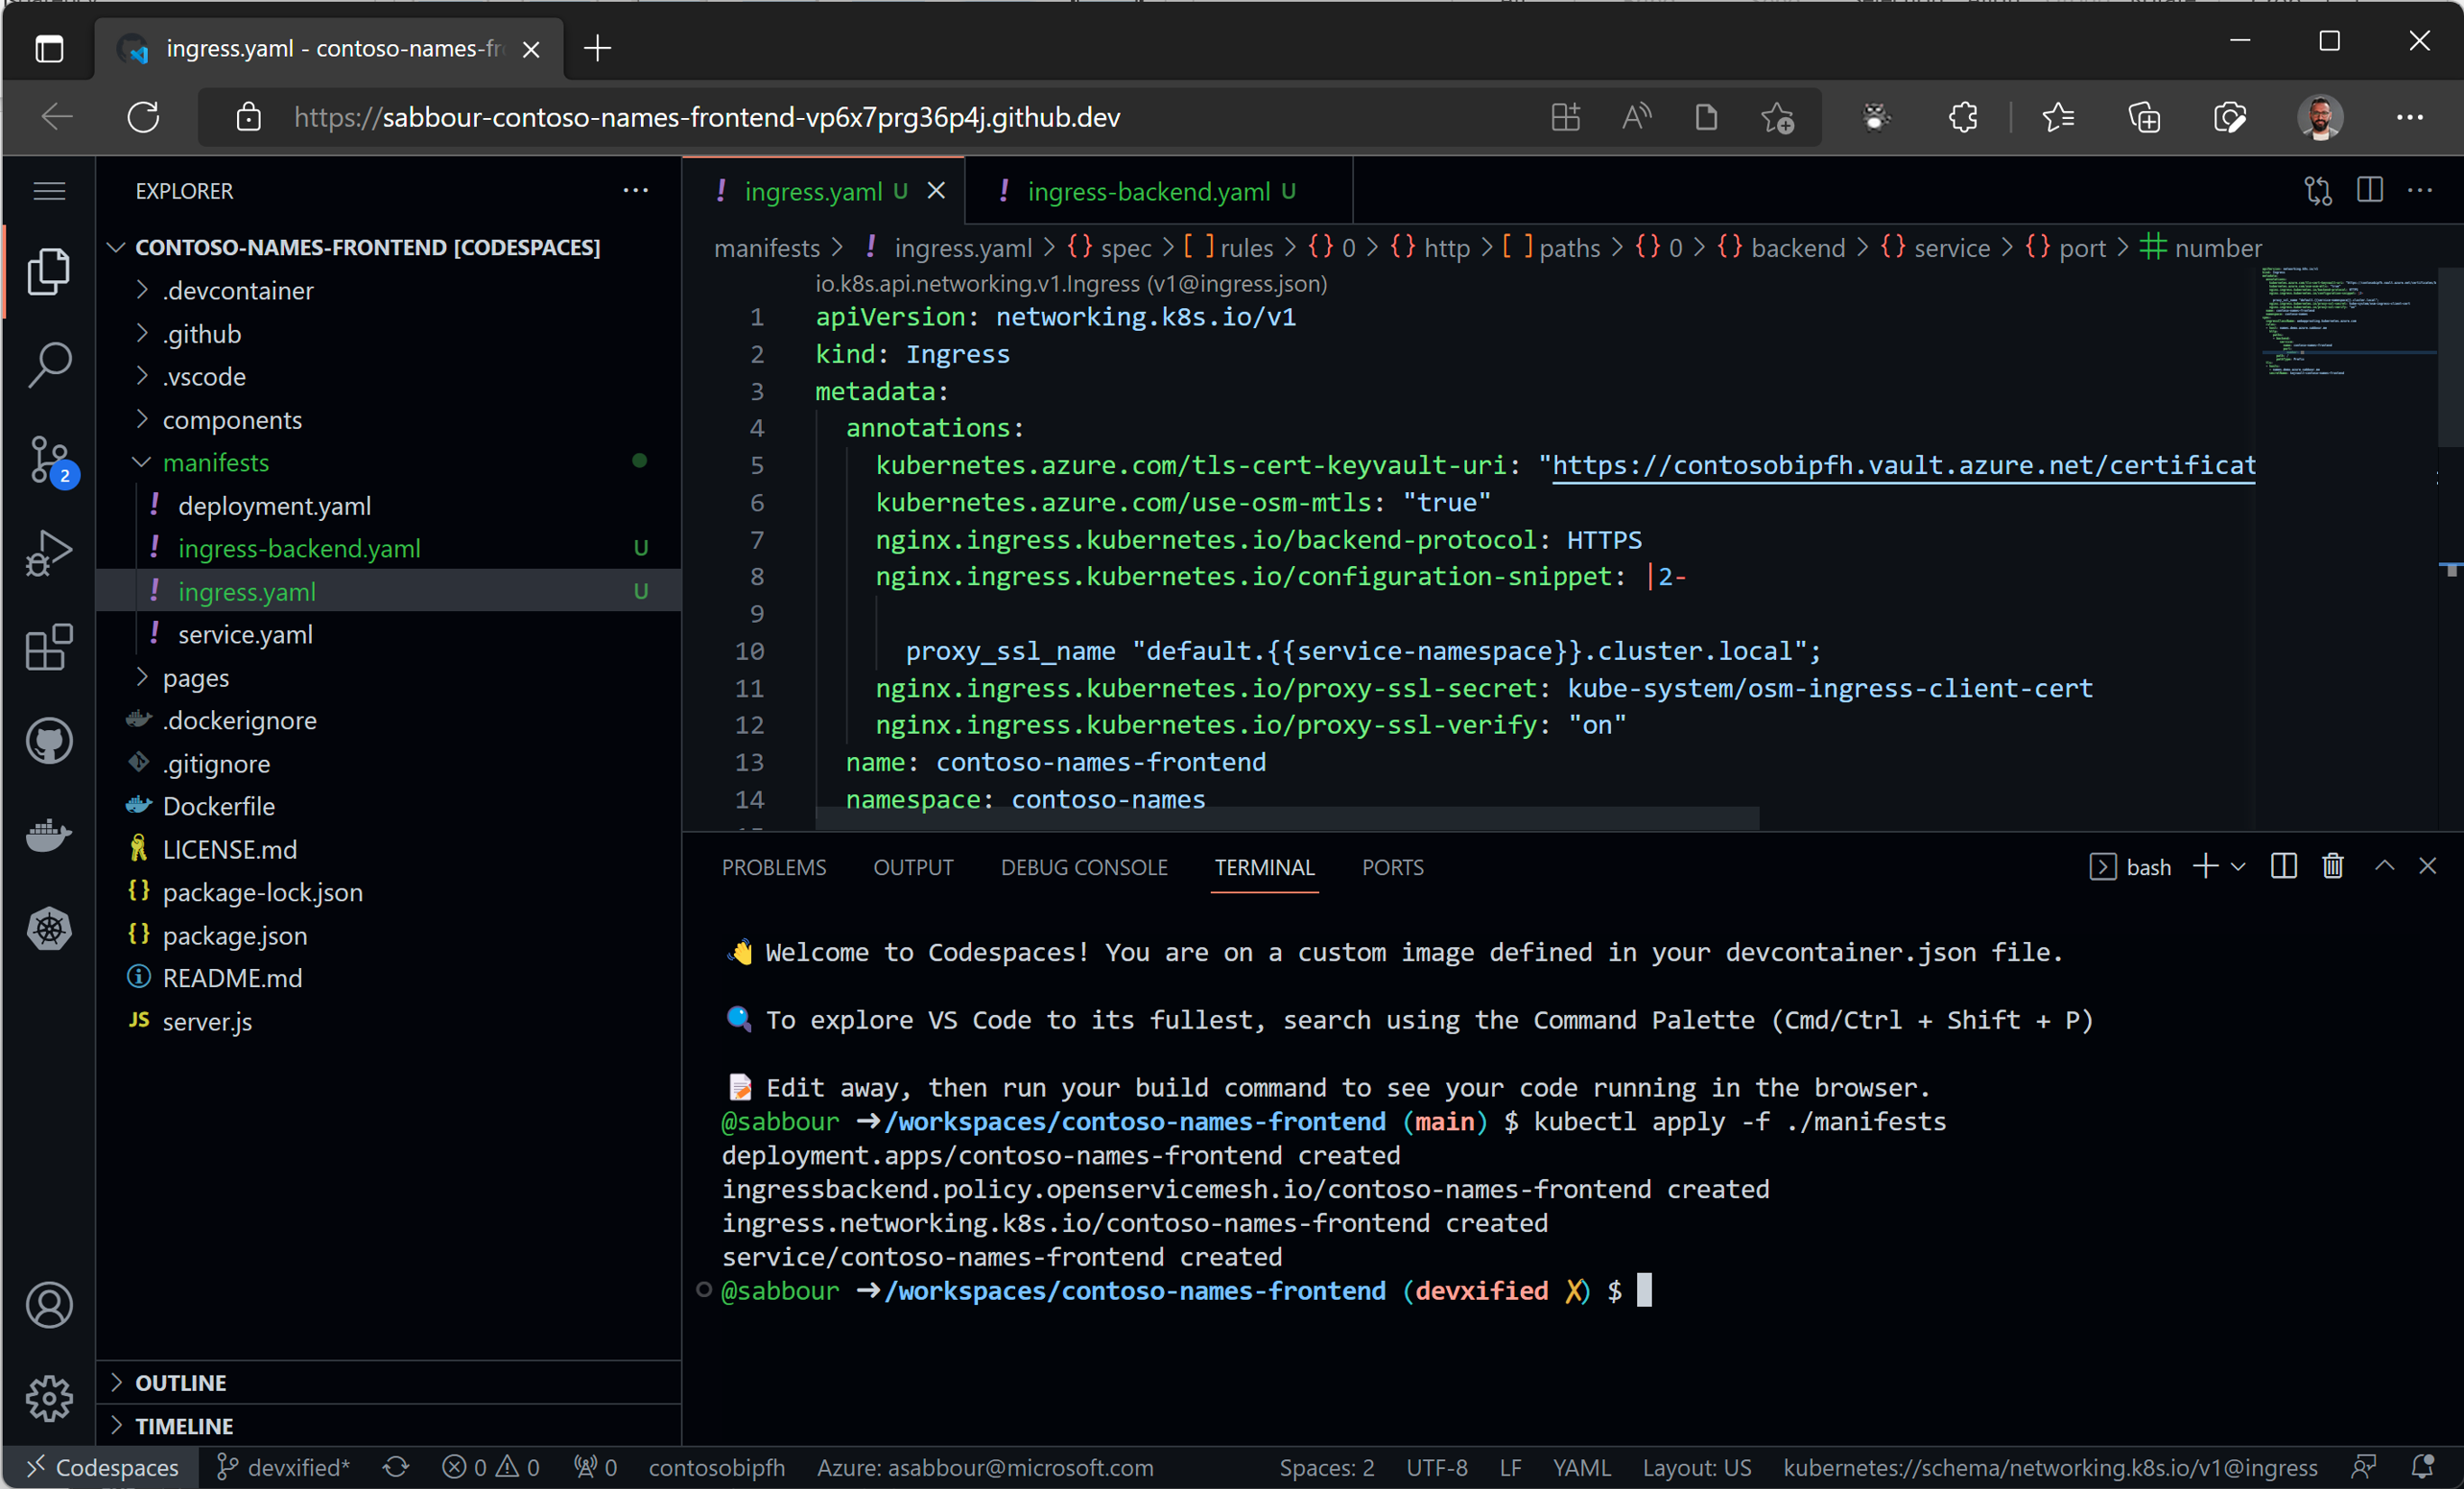 ingress.yaml - contoso-names-fr
https://sabbour-contoso-names-frontend-vp6x7prg36p4j.github.dev
EXPLORER
CONTOSO-NAMES-FRONTEND [CODESPACES]
.devcontainer
.github
.vscode
components
manifests
deployment.yaml
ingress-backend.yaml U
ingress.yaml U
service.yaml
pages
.dockerignore
.gitignore
Dockerfile
LICENSE.md
package-lock.json
package.json
README.md
JS server.js
OUTLINE
TIMELINE
2
ingress.yaml U
ingress-backend.yaml U
manifests > ! ingress.yaml > {} spec > [ ] rules > {} 0 > {} http > [ ] paths > {} 0 > {} backend > {} service > {} port > # number
io.k8s.api.networking.v1.Ingress (v1@ingress.json)
1 apiVersion: networking.k8s.io/v1
2 kind: Ingress
3 metadata:
4 annotations:
5 kubernetes.azure.com/tls-cert-keyvault-uri: "https://contosobipfh.vault.azure.net/certificat
6 kubernetes.azure.com/use-osm-mtls: "true"
7 nginx.ingress.kubernetes.io/backend-protocol: HTTPS
8 nginx.ingress.kubernetes.io/configuration-snippet: |2-
9
10 proxy_ssl_name "default.{{service-namespace}}.cluster.local";
11 nginx.ingress.kubernetes.io/proxy-ssl-secret: kube-system/osm-ingress-client-cert
12 nginx.ingress.kubernetes.io/proxy-ssl-verify: "on"
13 name: contoso-names-frontend
14 namespace: contoso-names
PROBLEMS OUTPUT DEBUG CONSOLE TERMINAL PORTS
bash
👋 Welcome to Codespaces! You are on a custom image defined in your devcontainer.json file.
🔍 To explore VS Code to its fullest, search using the Command Palette (Cmd/Ctrl + Shift + P)
📝 Edit away, then run your build command to see your code running in the browser.
@sabbour ➜/workspaces/contoso-names-frontend (main) $ kubectl apply -f ./manifests
deployment.apps/contoso-names-frontend created
ingressbackend.policy.openservicemesh.io/contoso-names-frontend created
ingress.networking.k8s.io/contoso-names-frontend created
service/contoso-names-frontend created
@sabbour ➜/workspaces/contoso-names-frontend (devxified ✗) $
Codespaces devxified* 0 0 0 contosobipfh Azure: asabbour@microsoft.com Spaces: 2 UTF-8 LF YAML Layout: US kubernetes://schema/networking.k8s.io/v1@ingress